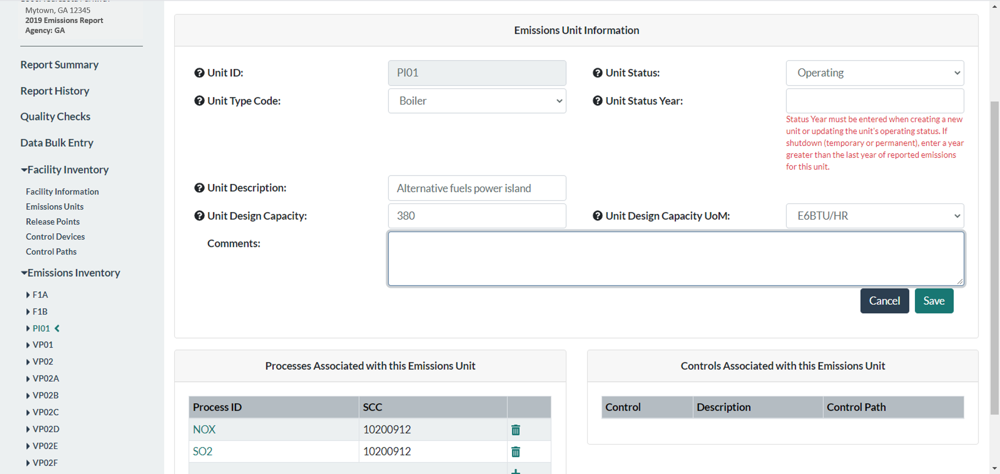 Mytown, GA 12345
2019 Emissions Report
Agency: GA
Report Summary
Report History
Quality Checks
Data Bulk Entry
Facility Inventory
Facility Information
Emissions Units
Release Points
Control Devices
Control Paths
Emissions Inventory
F1A
F1B
PI01
VP01
VP02
VP02A
VP02B
VP02C
VP02D
VP02E
VP02F
Emissions Unit Information
Unit ID:
PI01
Unit Status:
Operating
Unit Type Code:
Boiler
Unit Status Year:
Status Year must be entered when creating a new
unit or updating the unit's operating status. If
shutdown (temporary or permanent), enter a year
greater than the last year of reported emissions
for this unit.
Unit Description:
Alternative fuels power island
Unit Design Capacity:
380
Unit Design Capacity UoM:
E6BTU/HR
Comments:
Cancel
Save
Processes Associated with this Emissions Unit
Process ID
SCC
NOX
10200912
SO2
10200912
Controls Associated with this Emissions Unit
Control
Description
Control Path